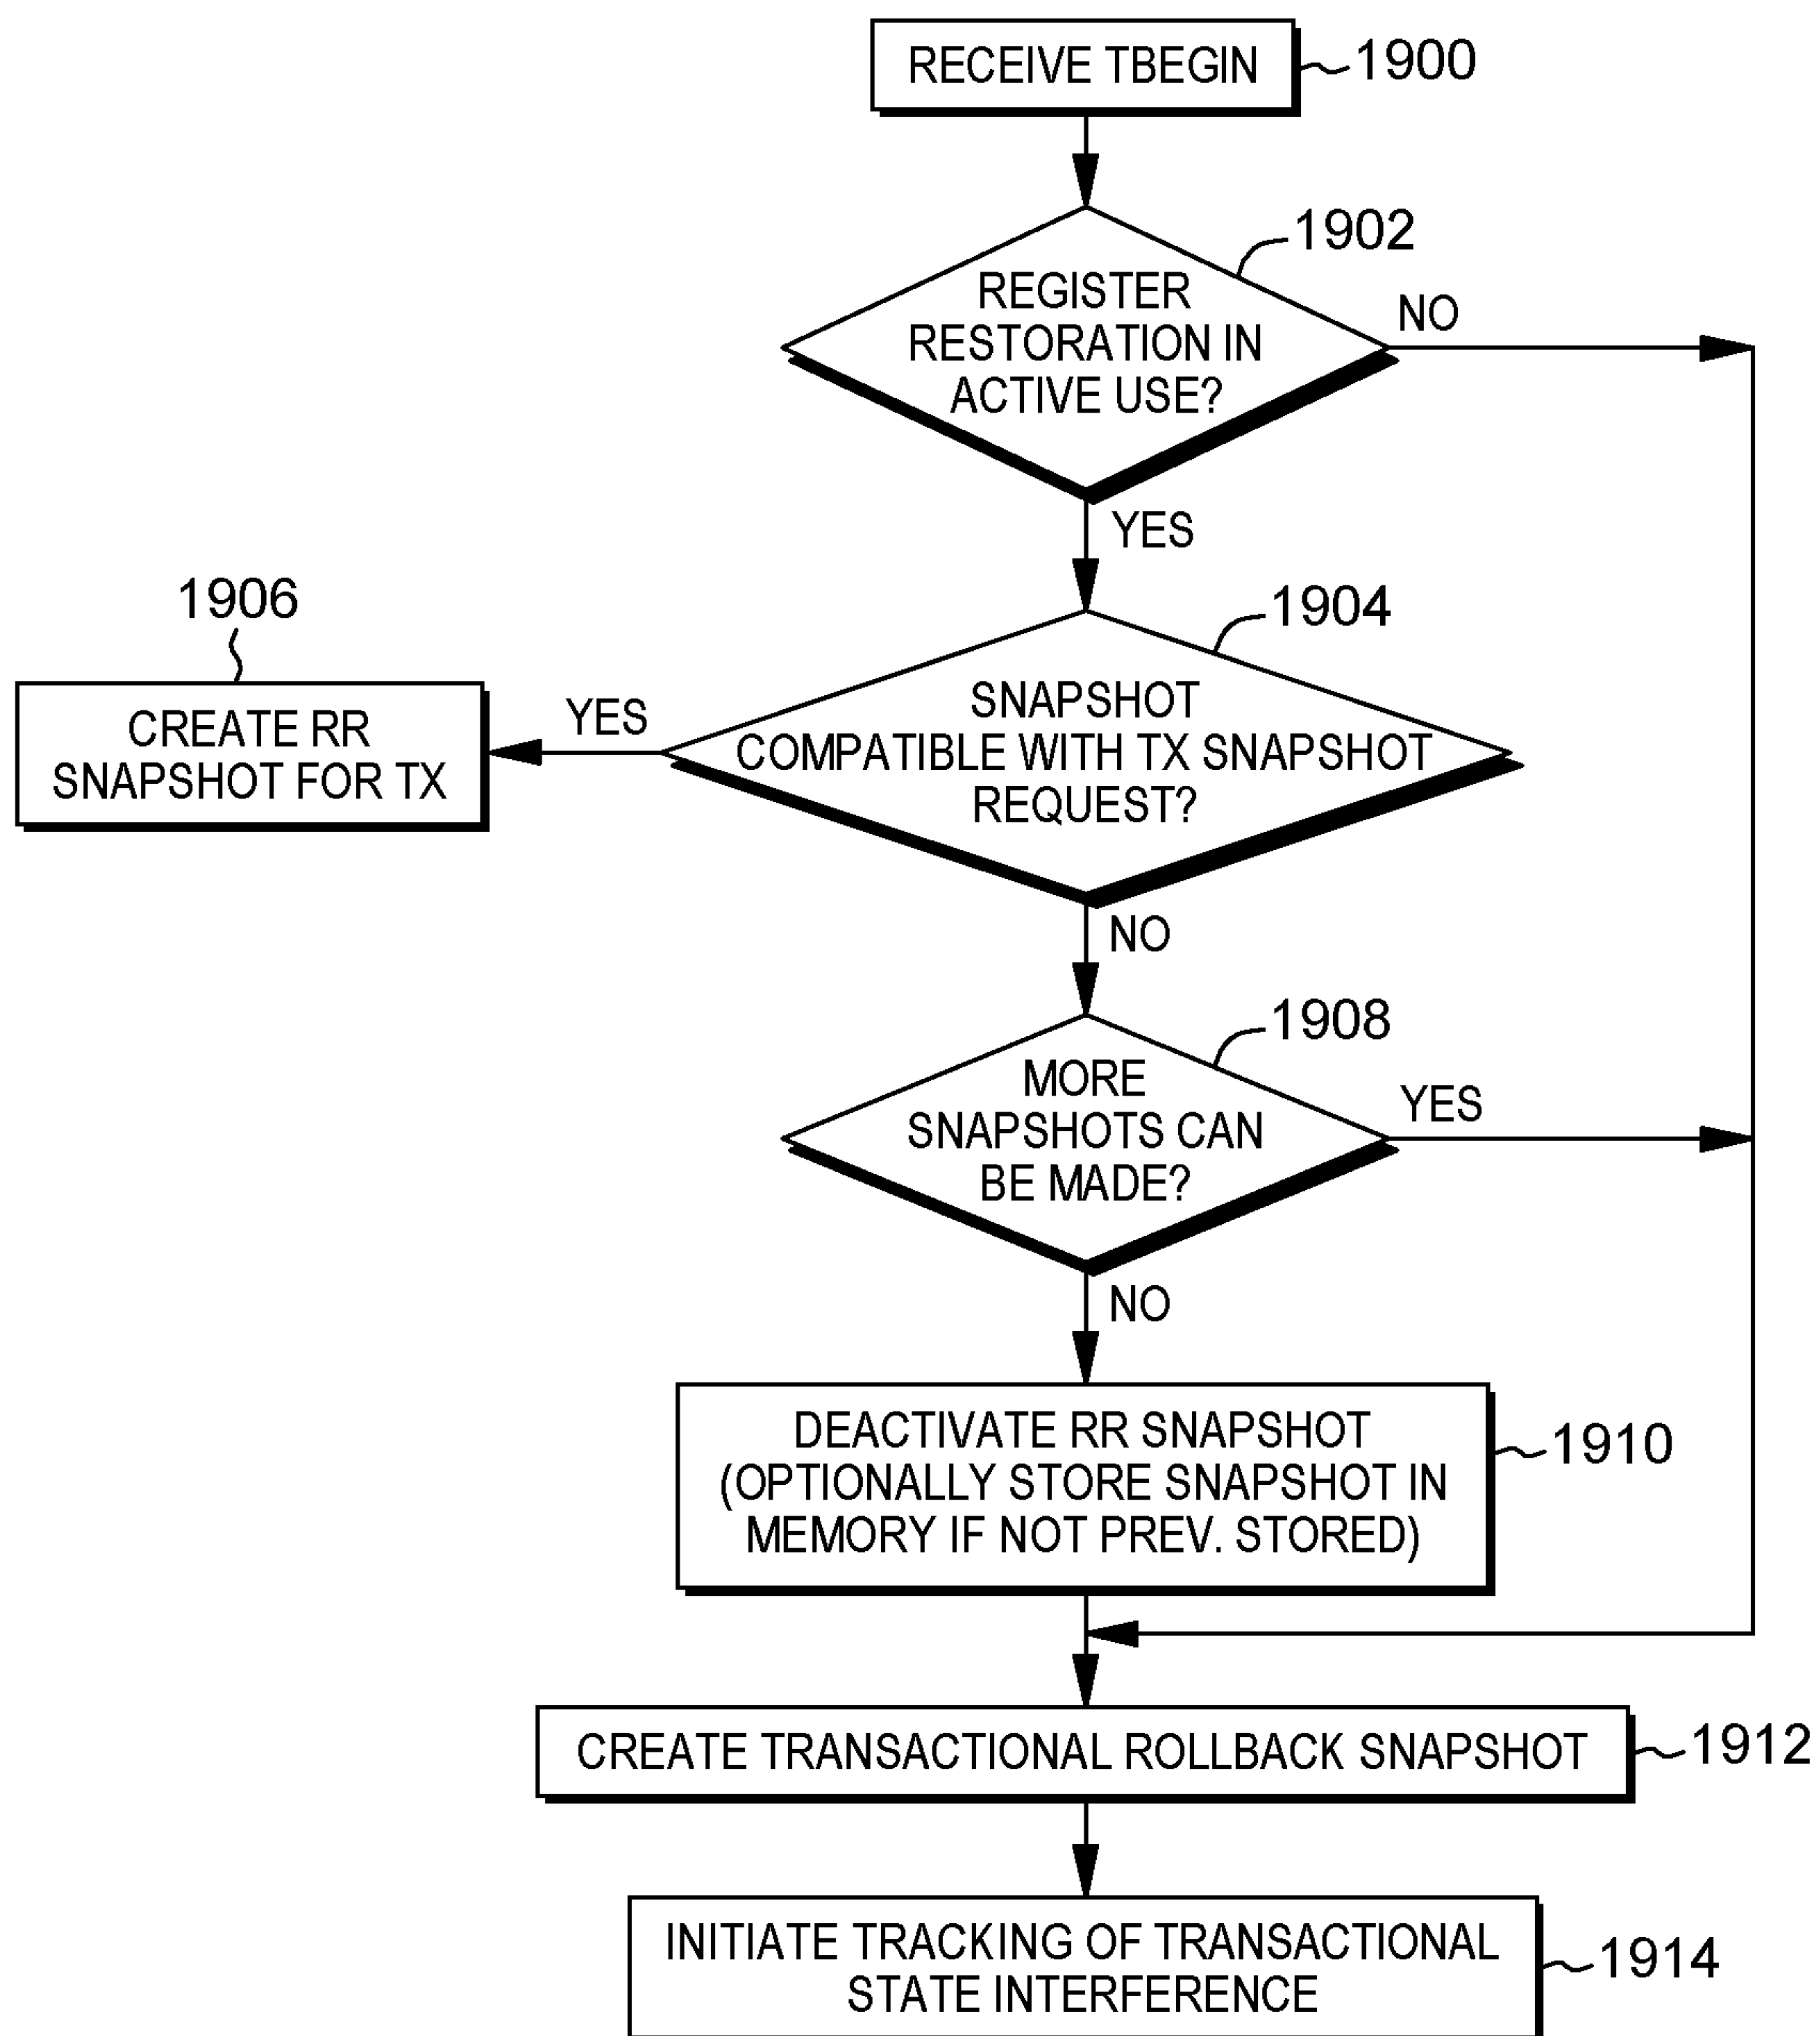 RECEIVE TBEGIN
1900
1902
REGISTER
RESTORATION IN
ACTIVE USE?
NO
YES
1904
1906
SNAPSHOT
COMPATIBLE WITH TX SNAPSHOT
REQUEST?
YES
CREATE RR
SNAPSHOT FOR TX
NO
1908
MORE
SNAPSHOTS CAN
BE MADE?
YES
NO
DEACTIVATE RR SNAPSHOT
(OPTIONALLY STORE SNAPSHOT IN
MEMORY IF NOT PREV. STORED)
1910
CREATE TRANSACTIONAL ROLLBACK SNAPSHOT
1912
INITIATE TRACKING OF TRANSACTIONAL
STATE INTERFERENCE
1914